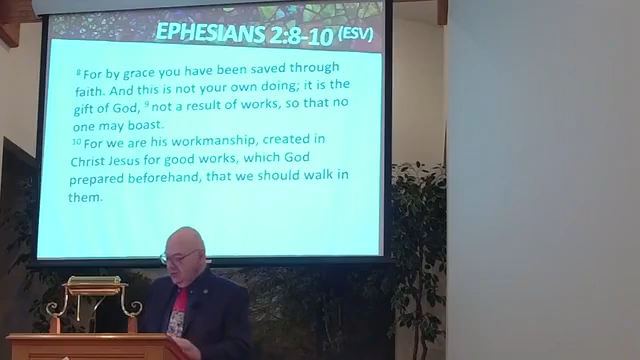 EPHESIANS 2:8-10 (ESV)
⁸ For by grace you have been saved through
faith. And this is not your own doing; it is the
gift of God, ⁹ not a result of works, so that no
one may boast.
¹⁰ For we are his workmanship, created in
Christ Jesus for good works, which God
prepared beforehand, that we should walk in
them.